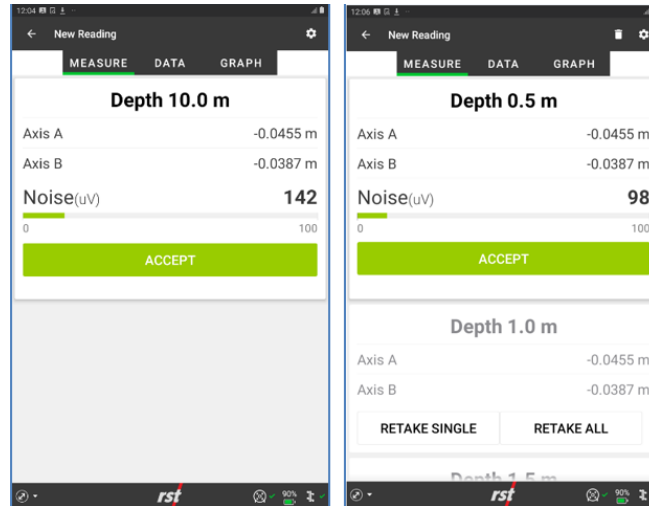 12:04
New Reading
MEASURE DATA GRAPH
Depth 10.0 m
Axis A -0.0455 m
Axis B -0.0387 m
Noise(uV) 142
0 100
ACCEPT
rst 90%
12:06
New Reading
MEASURE DATA GRAPH
Depth 0.5 m
Axis A -0.0455 m
Axis B -0.0387 m
Noise(uV) 98
0 100
ACCEPT
Depth 1.0 m
Axis A -0.0455 m
Axis B -0.0387 m
RETAKE SINGLE RETAKE ALL
Depth 1.5 m
rst 90%